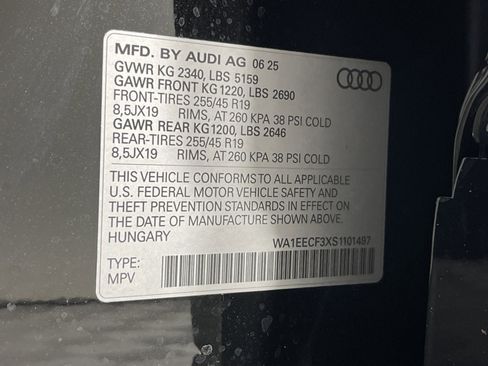 MFD. BY AUDI AG 06 25
GVWR KG 2340, LBS 5159
GAWR FRONT KG 1220, LBS 2690
FRONT-TIRES 255/45 R19
8,5JX19 RIMS, AT 260 KPA 38 PSI COLD
GAWR REAR KG1200, LBS 2646
REAR-TIRES 255/45 R19
8,5JX19 RIMS, AT 260 KPA 38 PSI COLD
THIS VEHICLE CONFORMS TO ALL APPLICABLE
U.S. FEDERAL MOTOR VEHICLE SAFETY AND
THEFT PREVENTION STANDARDS IN EFFECT ON
THE DATE OF MANUFACTURE SHOWN ABOVE.
HUNGARY WA1EECF3XS1101497
TYPE:
MPV